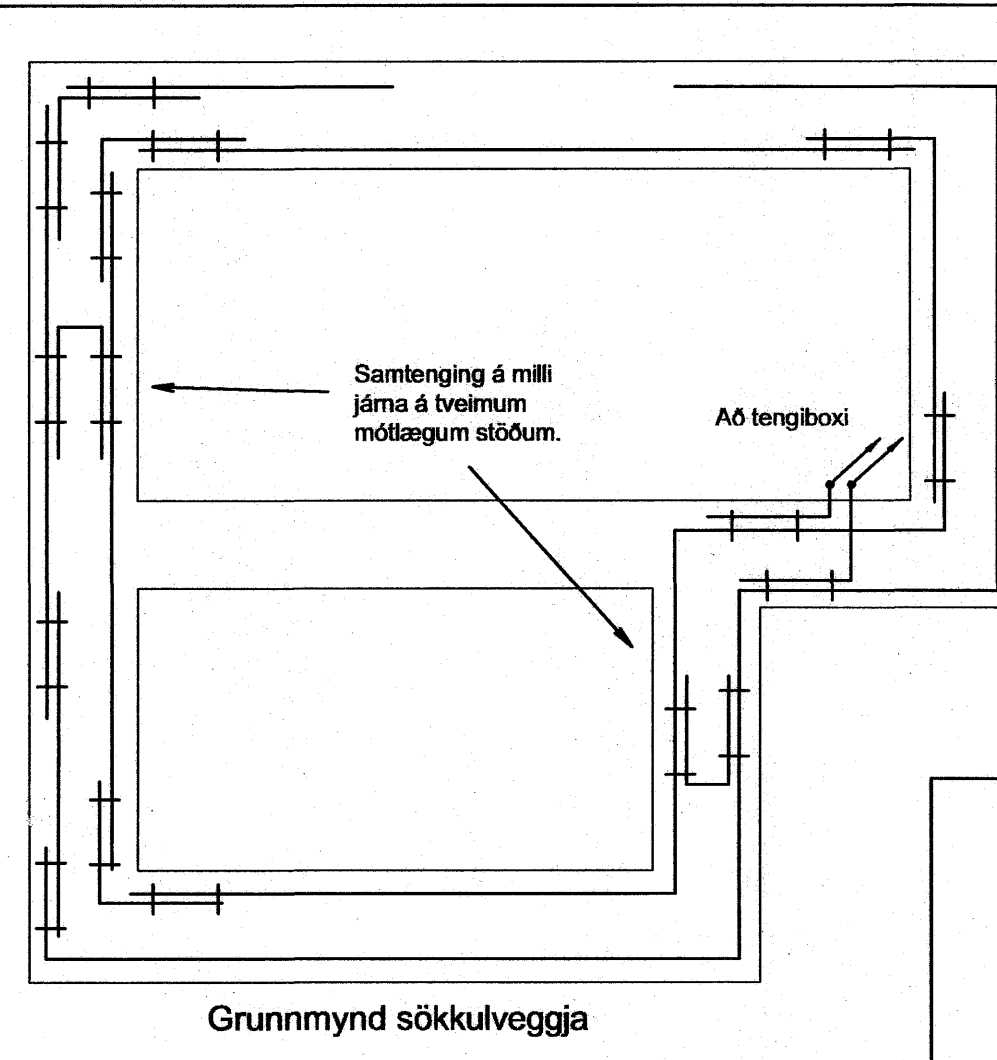 Samtenging á milli
járna á tveimum
mótlægum stöðum.
Að tengiboxi
Grunnmynd sökkulveggja